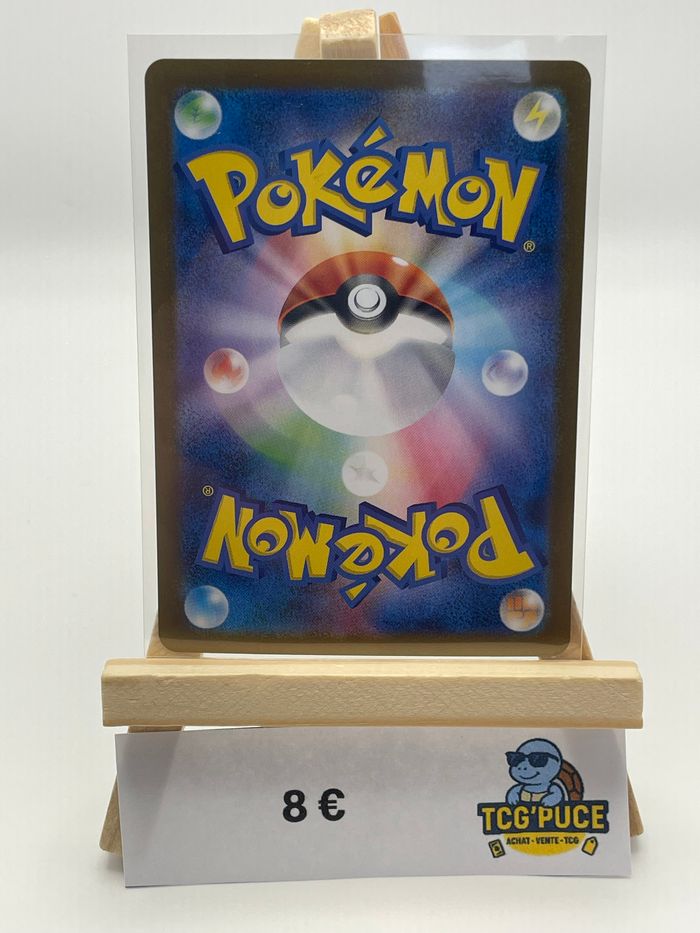 POKéMON
®
®
POKéMON
8 €
TCG'PUCE
ACHAT - VENTE - TCG